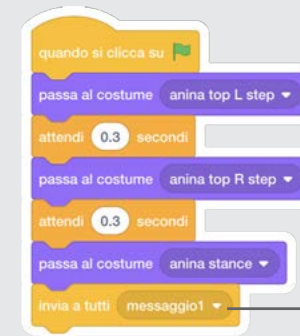 quando si clicca su
passa al costume anina top L step
attendi 0.3 secondi
passa al costume anina top R step
attendi 0.3 secondi
passa al costume anina stance
invia a tutti messaggio1